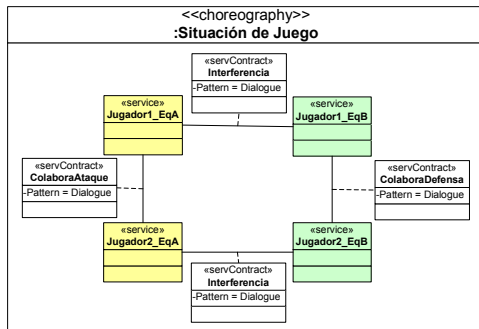 <<choreography>>
:Situación de Juego
«servContract»
Interferencia
-Pattern = Dialogue
«service»
Jugador1_EqA
«service»
Jugador1_EqB
«servContract»
ColaboraAtaque
-Pattern = Dialogue
«servContract»
ColaboraDefensa
-Pattern = Dialogue
«service»
Jugador2_EqA
«service»
Jugador2_EqB
«servContract»
Interferencia
-Pattern = Dialogue